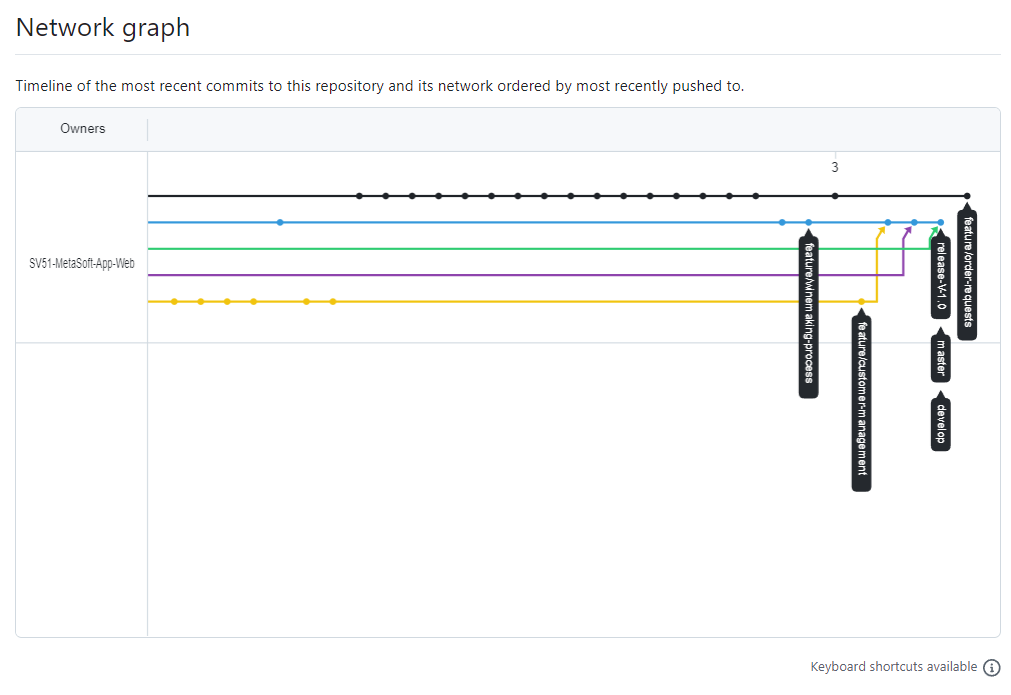 Network graph
Timeline of the most recent commits to this repository and its network ordered by most recently pushed to.
Owners
3
SV51-MetaSoft-App-Web
feature/winemaking-process
feature/customer-management
release-V-1.0
master
develop
feature/order-requests
Keyboard shortcuts available